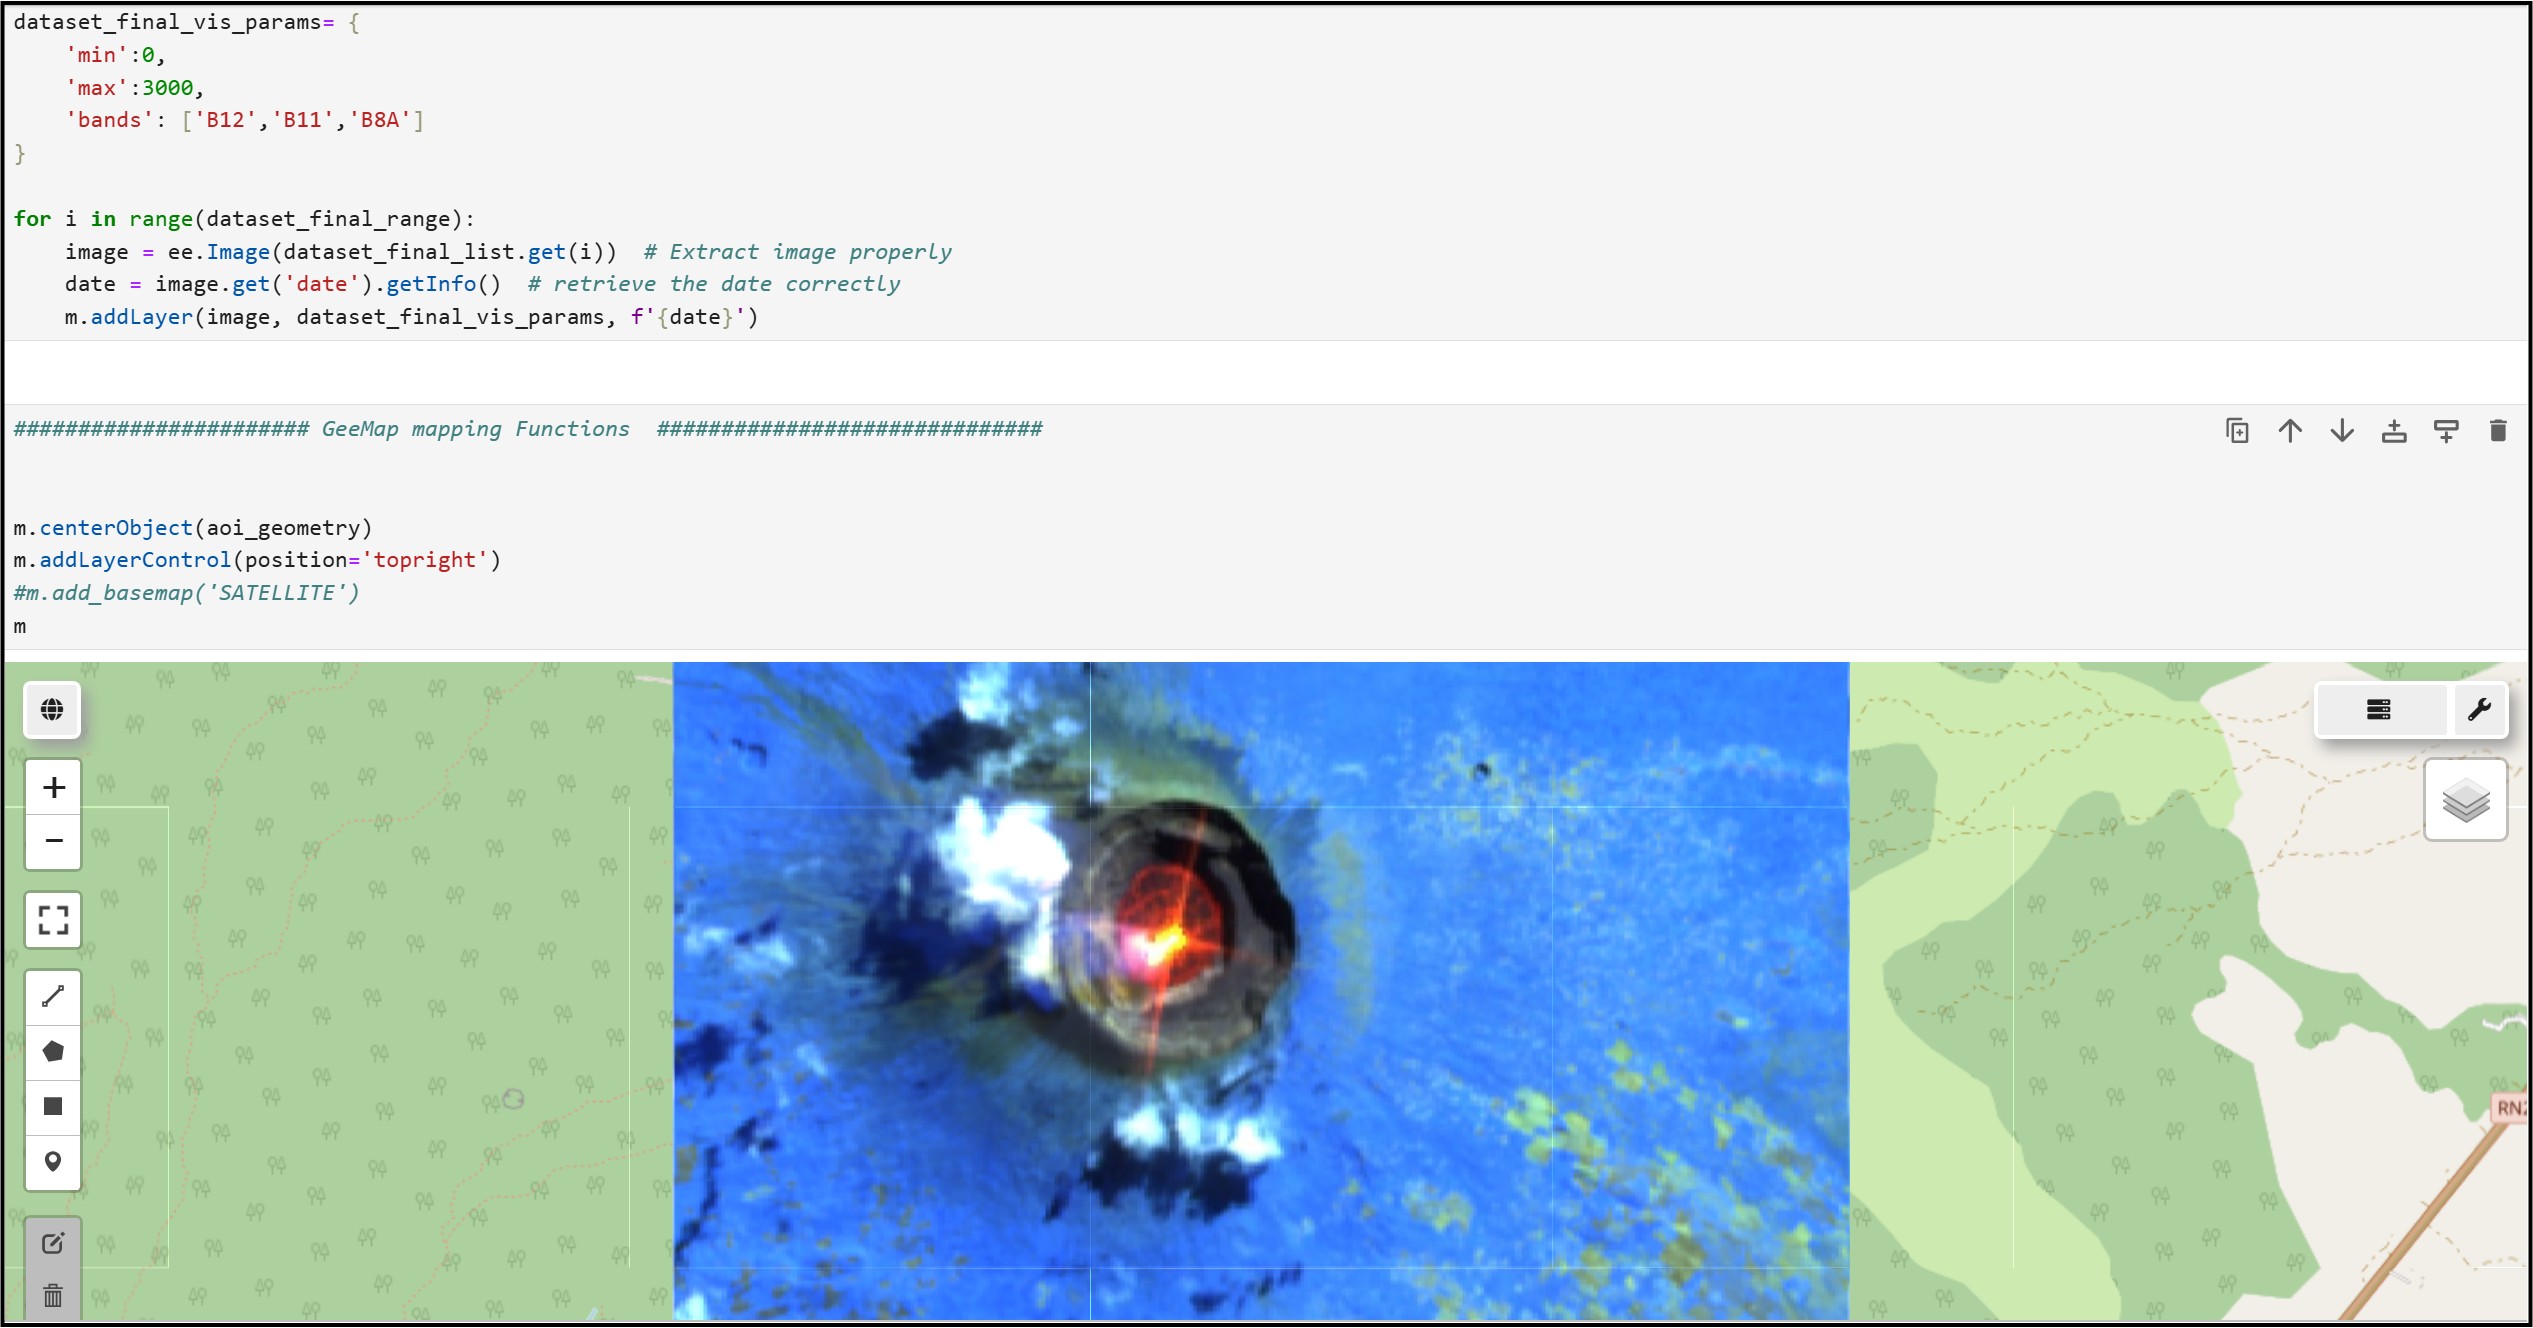 dataset_final_vis_params= {
    'min':0,
    'max':3000,
    'bands': ['B12','B11','B8A']
}
for i in range(dataset_final_range):
    image = ee.Image(dataset_final_list.get(i))  # Extract image properly
    date = image.get('date').getInfo()  # retrieve the date correctly
    m.addLayer(image, dataset_final_vis_params, f'{date}')
####################### GeeMap mapping Functions  ##############################
m.centerObject(aoi_geometry)
m.addLayerControl(position='topright')
#m.add_basemap('SATELLITE')
m
+
−
RN2